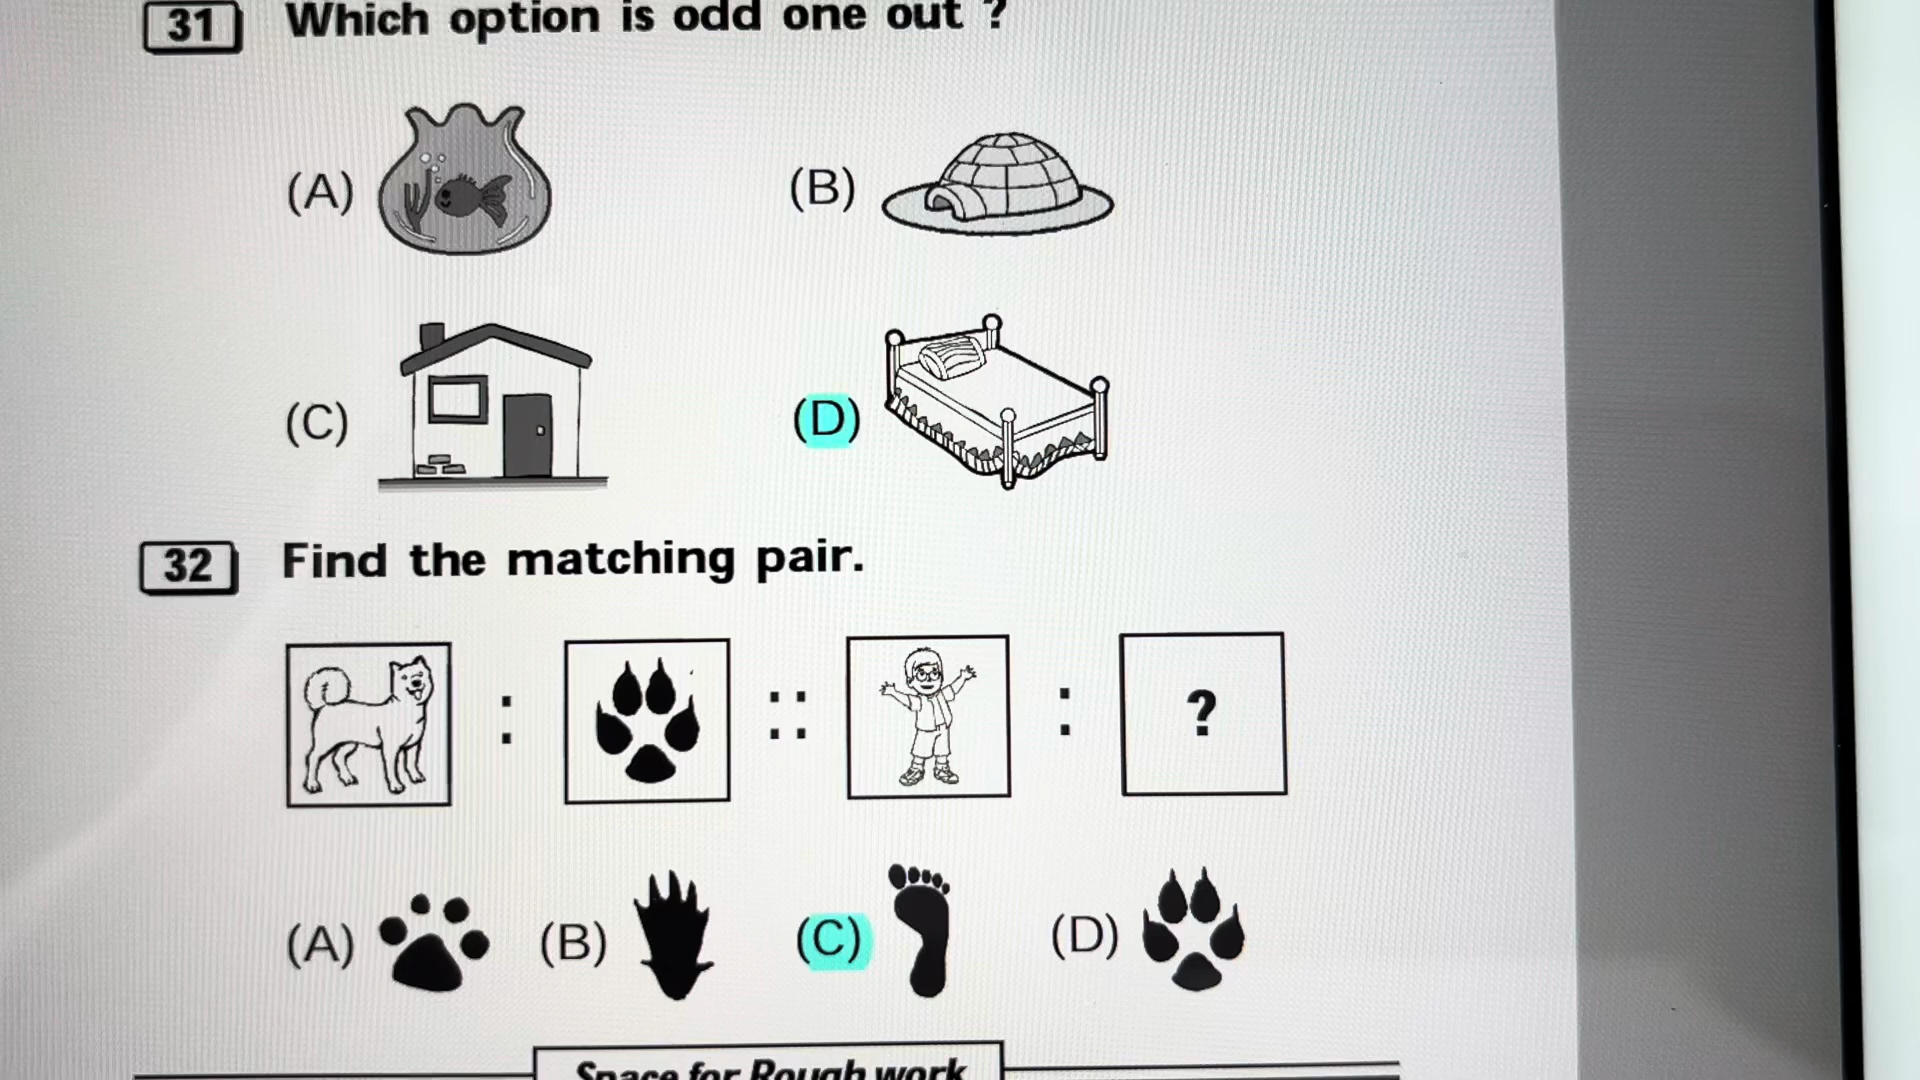 31 Which option is odd one out ?
(A) (B)
(C) (D)
32 Find the matching pair.
: :: : ?
(A) (B) (C) (D)
Space for Rough work